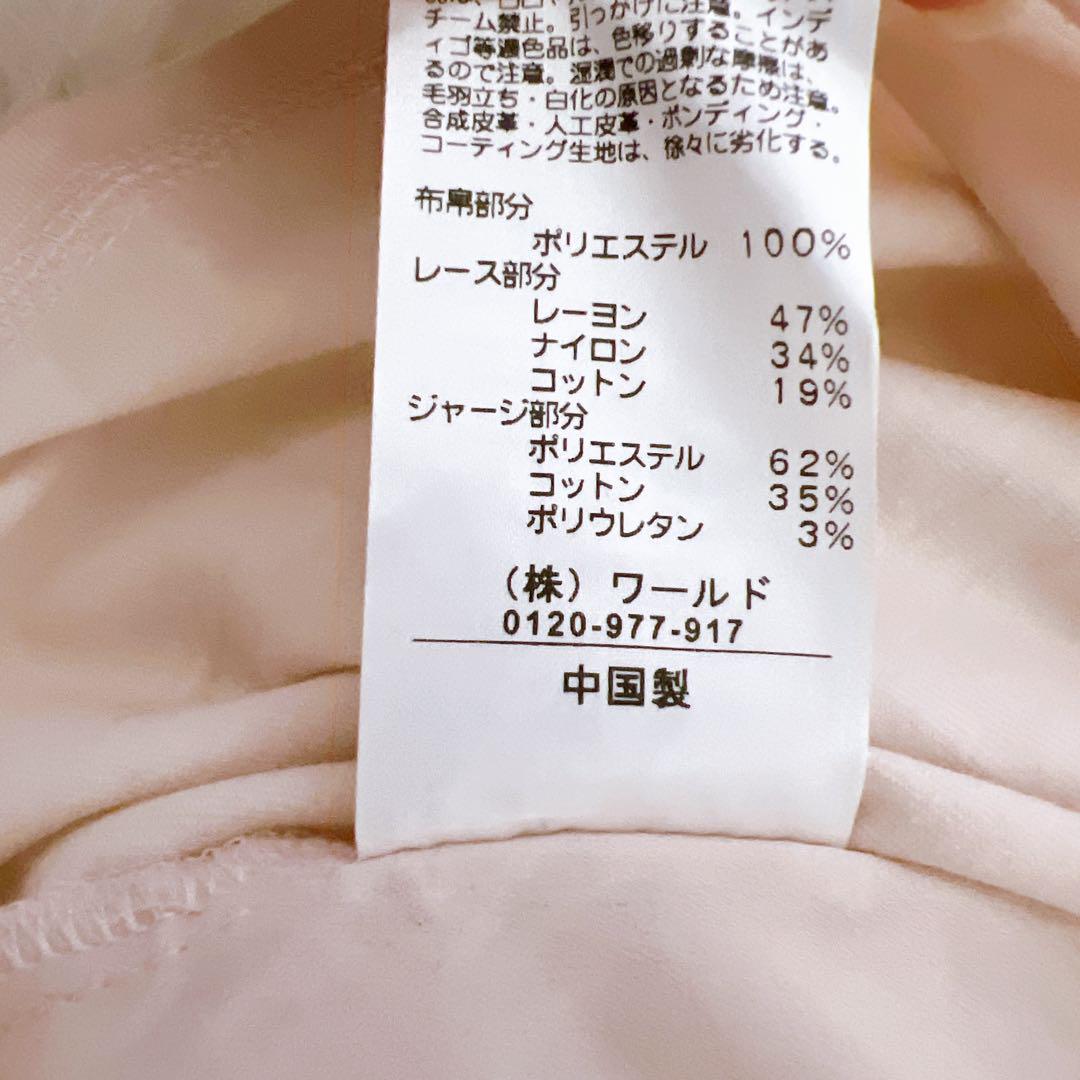 チーム禁止。引っかけに注意。インデ
ィゴ等濃色品は、色移りすることがあ
るので注意。湿潤での過剰な摩擦は、
毛羽立ち・白化の原因となるため注意。
合成皮革・人工皮革・ボンディング・
コーティング生地は、徐々に劣化する。
布帛部分
ポリエステル 100%
レース部分
レーヨン 47%
ナイロン 34%
コットン 19%
ジャージ部分
ポリエステル 62%
コットン 35%
ポリウレタン 3%
(株) ワールド
0120-977-917
中国製